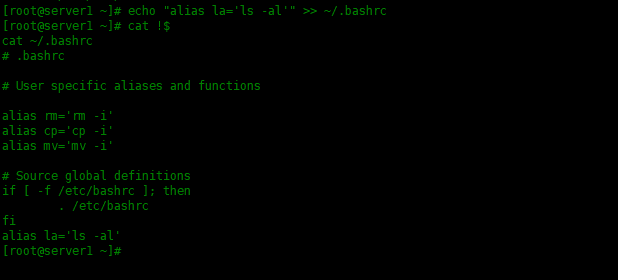 [root@server1 ~]# echo "alias la='ls -al'" >> ~/.bashrc
[root@server1 ~]# cat !$
cat ~/.bashrc
# .bashrc

# User specific aliases and functions

alias rm='rm -i'
alias cp='cp -i'
alias mv='mv -i'

# Source global definitions
if [ -f /etc/bashrc ]; then
        . /etc/bashrc
fi
alias la='ls -al'
[root@server1 ~]#